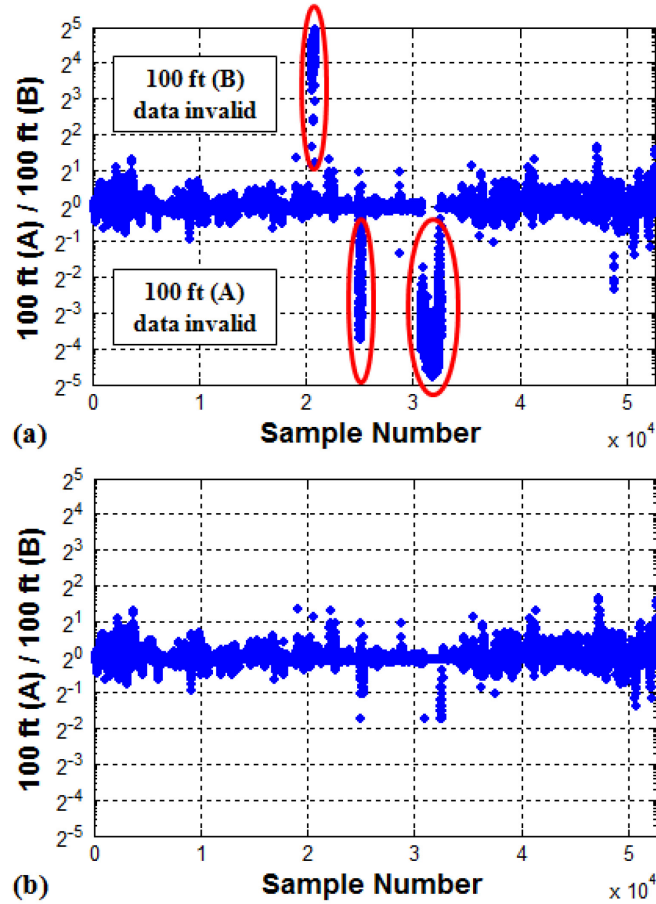 2^5
2^4
2^3
2^2
2^1
2^0
2^-1
2^-2
2^-3
2^-4
2^-5
100 ft (A) / 100 ft (B)
100 ft (B)
data invalid
100 ft (A)
data invalid
0 1 2 3 4 5
(a) Sample Number x 10^4
2^5
2^4
2^3
2^2
2^1
2^0
2^-1
2^-2
2^-3
2^-4
2^-5
100 ft (A) / 100 ft (B)
0 1 2 3 4 5
(b) Sample Number x 10^4